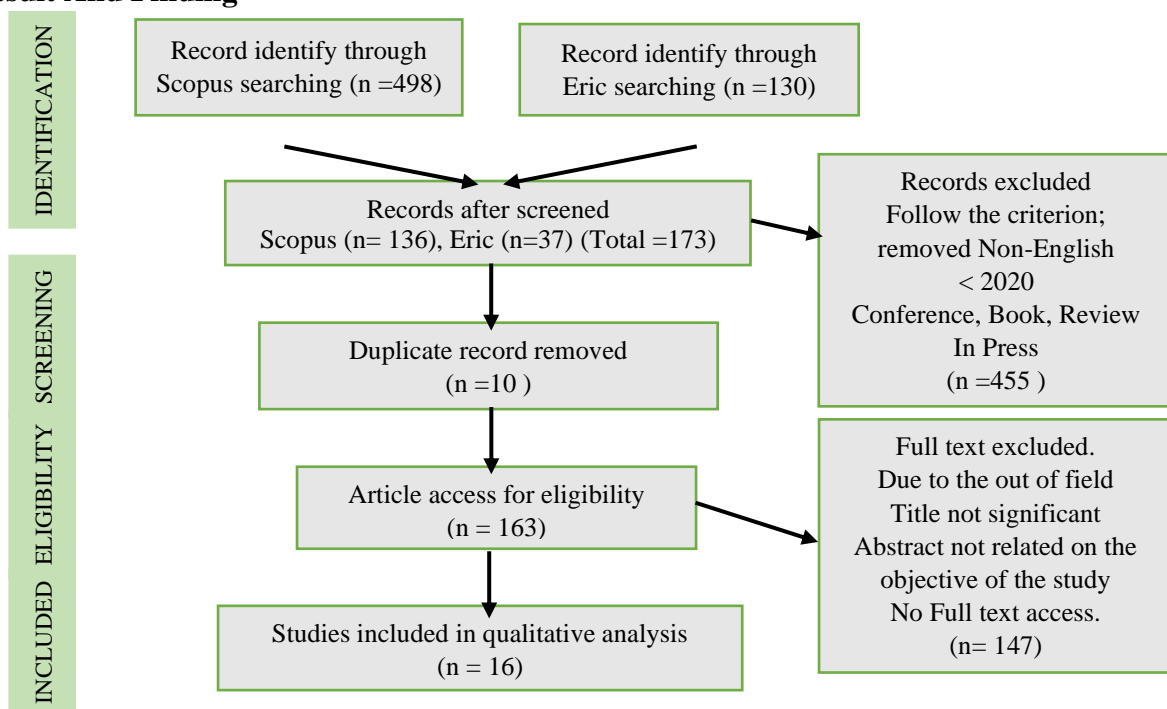 IDENTIFICATION
Record identify through
Scopus searching (n =498)
Record identify through
Eric searching (n =130)
Records after screened
Scopus (n= 136), Eric (n=37) (Total =173)
Records excluded
Follow the criterion;
removed Non-English
< 2020
Conference, Book, Review
In Press
(n =455 )
SCREENING
Duplicate record removed
(n =10 )
ELIGIBILITY
Article access for eligibility
(n = 163)
Full text excluded.
Due to the out of field
Title not significant
Abstract not related on the
objective of the study
No Full text access.
(n= 147)
INCLUDED
Studies included in qualitative analysis
(n = 16)